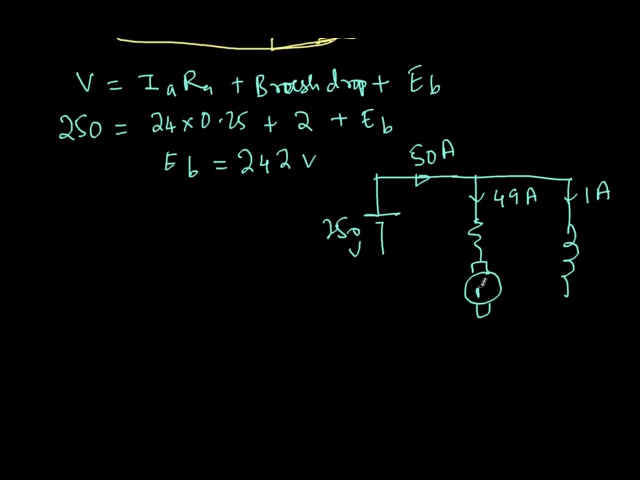 V = IaRa + Brush drop + Eb
250 = 24 x 0.25 + 2 + Eb
Eb = 242 V
50A
49A
1A
250
V